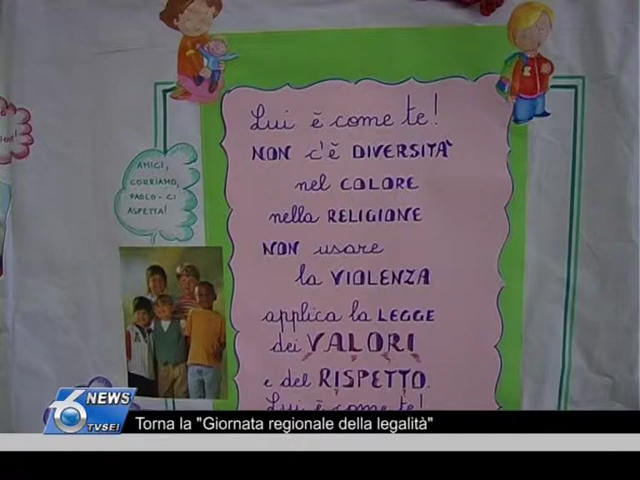 Lui è come te!
NON c'è DIVERSITÀ
nel COLORE
nella RELIGIONE
NON usare
la VIOLENZA
applica la LEGGE
dei VALORI
e del RISPETTO.
Lui è come te!
AMICI,
CORRIAMO,
PAOLO - CI
ASPETTA!
6 NEWS
TVSEI
Torna la "Giornata regionale della legalità"